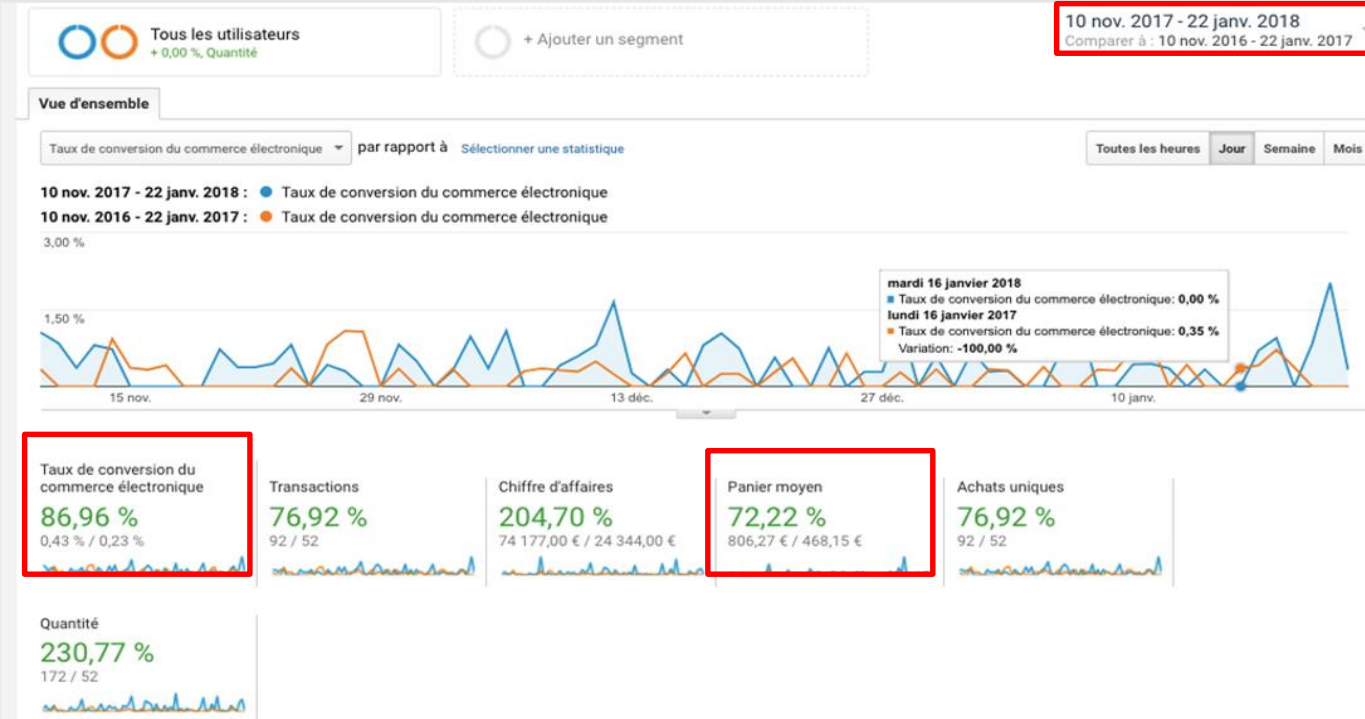 Tous les utilisateurs
+ 0,00 %, Quantité
+ Ajouter un segment
10 nov. 2017 - 22 janv. 2018
Comparer à : 10 nov. 2016 - 22 janv. 2017
Vue d'ensemble
Taux de conversion du commerce électronique par rapport à Sélectionner une statistique
Toutes les heures Jour Semaine Mois
10 nov. 2017 - 22 janv. 2018 : Taux de conversion du commerce électronique
10 nov. 2016 - 22 janv. 2017 : Taux de conversion du commerce électronique
3,00 %
1,50 %
mardi 16 janvier 2018
Taux de conversion du commerce électronique: 0,00 %
lundi 16 janvier 2017
Taux de conversion du commerce électronique: 0,35 %
Variation: -100,00 %
15 nov. 29 nov. 13 déc. 27 déc. 10 janv.
Taux de conversion du
commerce électronique
86,96 %
0,43 % / 0,23 %
Transactions
76,92 %
92 / 52
Chiffre d'affaires
204,70 %
74 177,00 € / 24 344,00 €
Panier moyen
72,22 %
806,27 € / 468,15 €
Achats uniques
76,92 %
92 / 52
Quantité
230,77 %
172 / 52